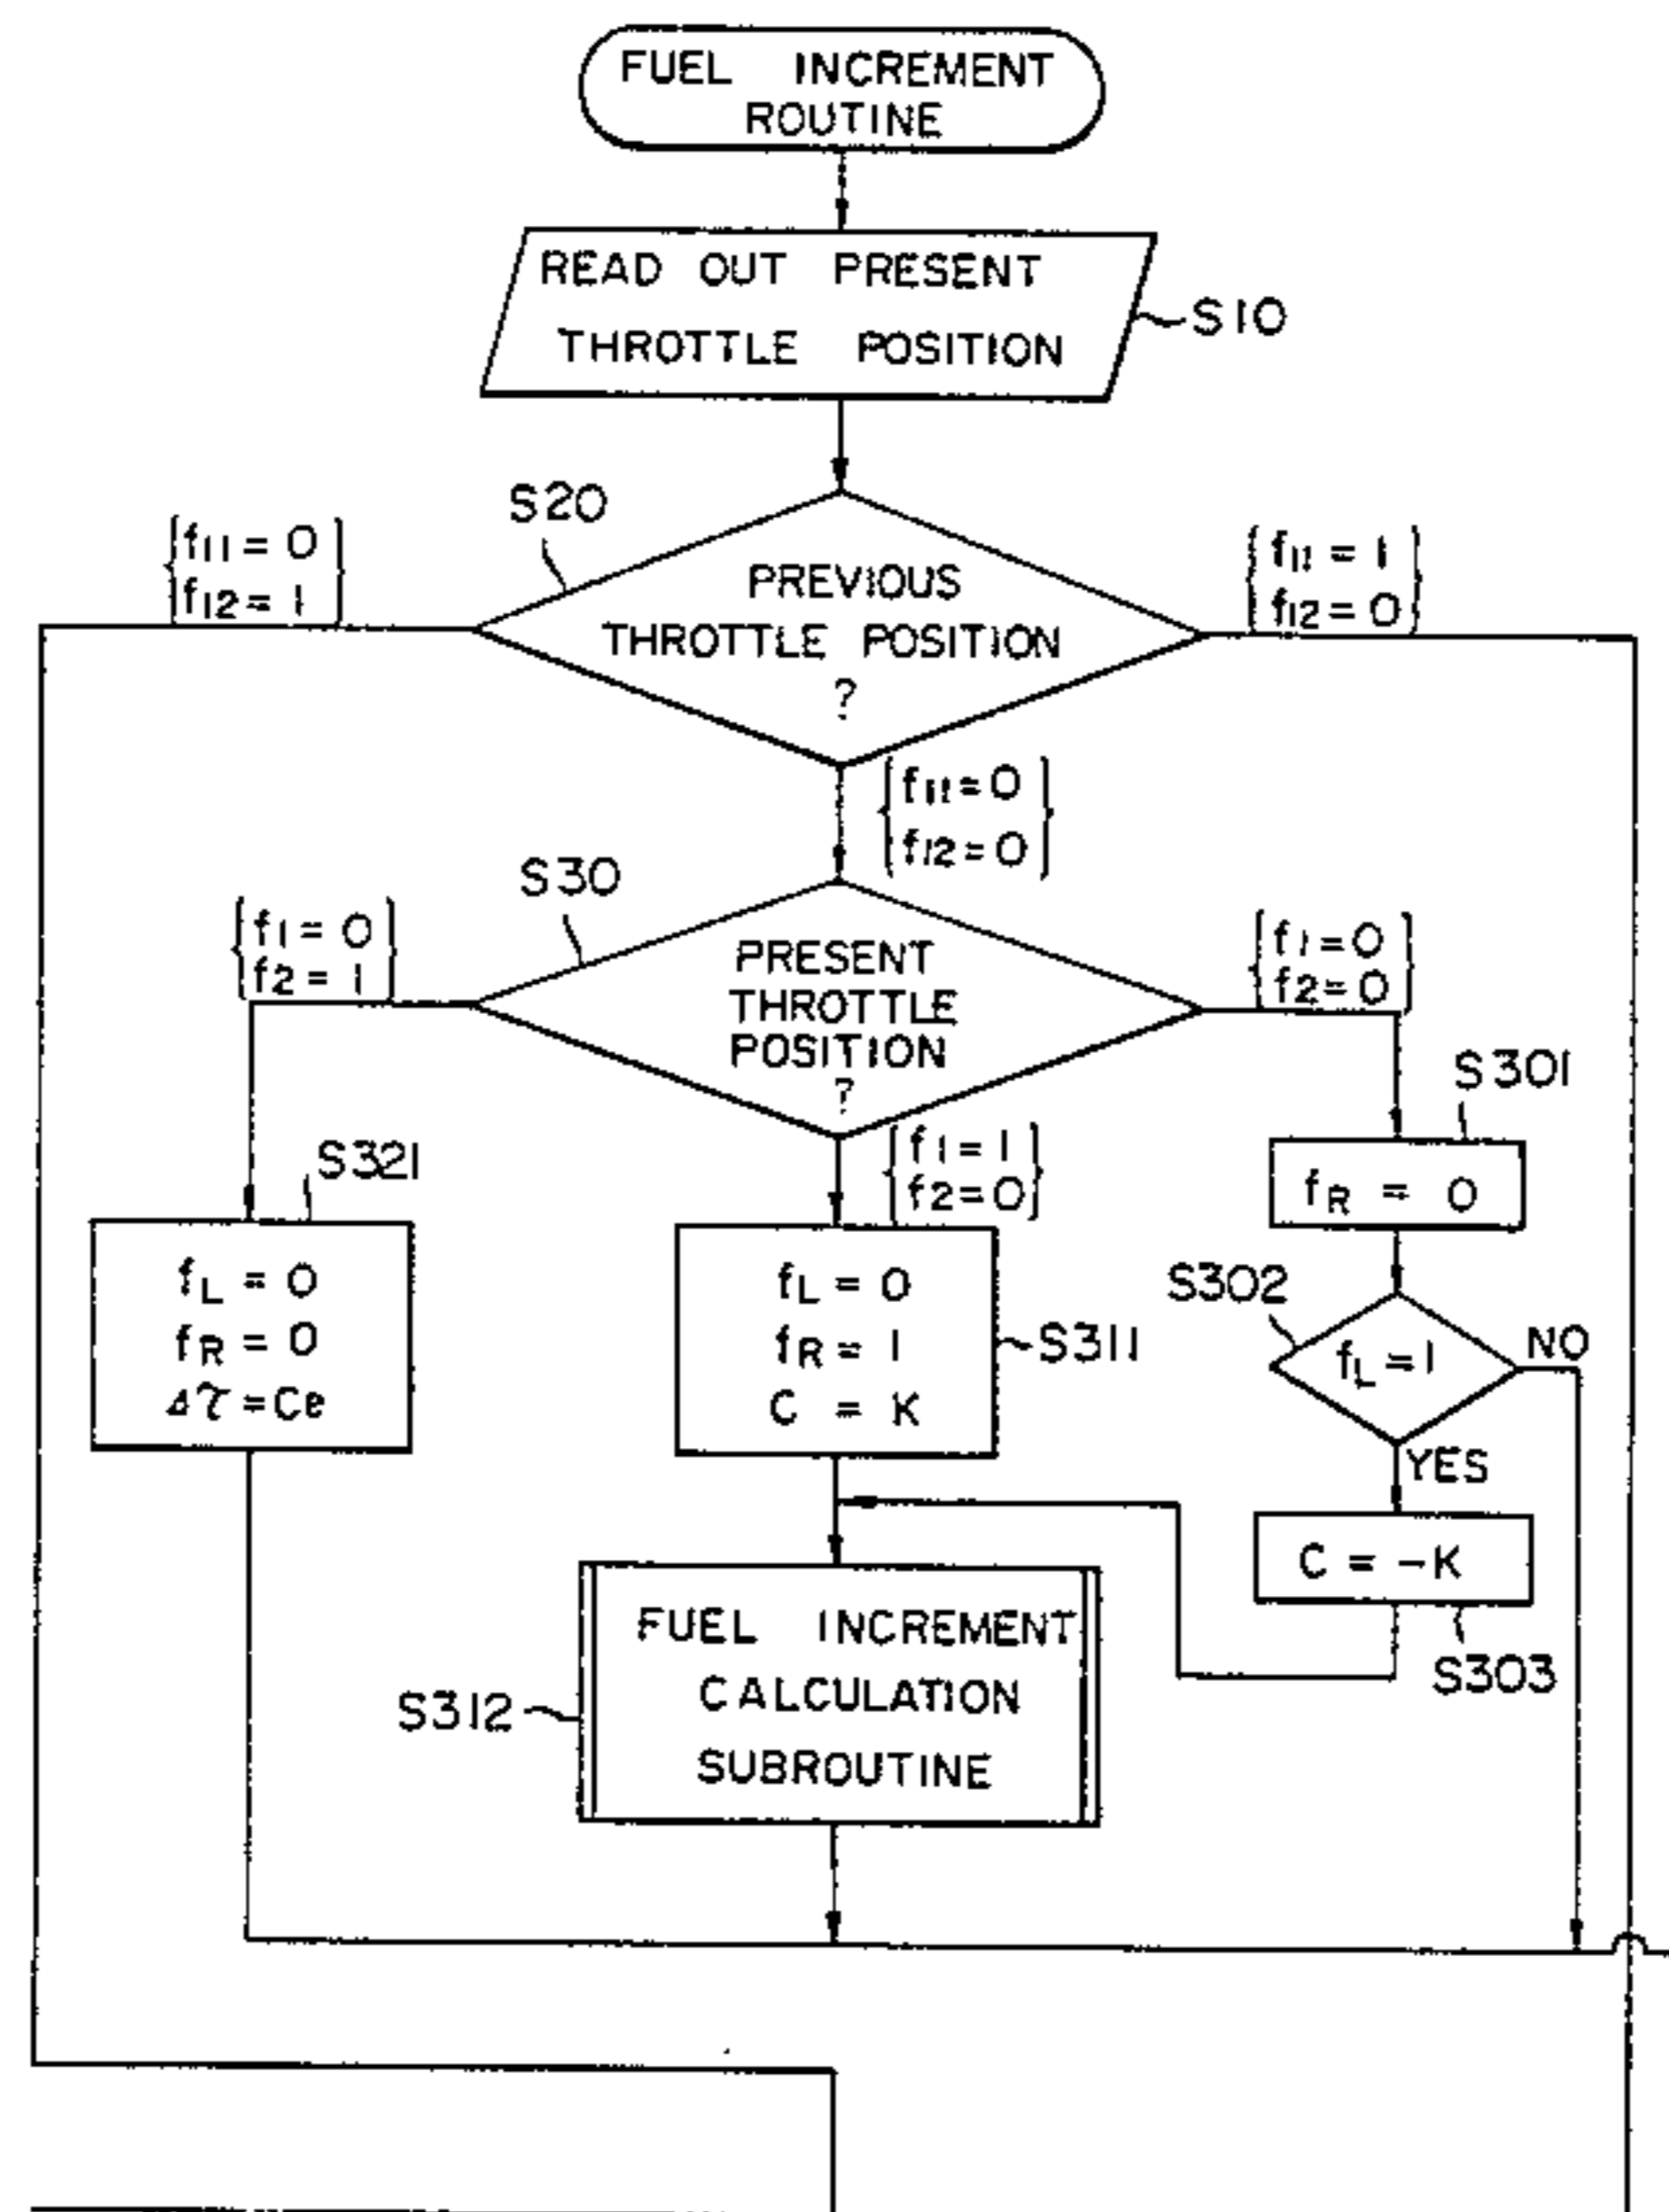 FUEL INCREMENT
ROUTINE
READ OUT PRESENT
THROTTLE POSITION
S10
S20
f11 = 0
f12 = 1
PREVIOUS
THROTTLE POSITION
?
f11 = 1
f12 = 0
f11 = 0
f12 = 0
S30
f1 = 0
f2 = 1
PRESENT
THROTTLE
POSITION
?
f1 = 0
f2 = 0
f1 = 1
f2 = 0
S301
fR = 0
S321
fL = 0
fR = 0
Δτ = Ce
fL = 0
fR = 1
C = K
S311
S302
fL = 1
NO
YES
C = -K
S303
FUEL INCREMENT
CALCULATION
SUBROUTINE
S312